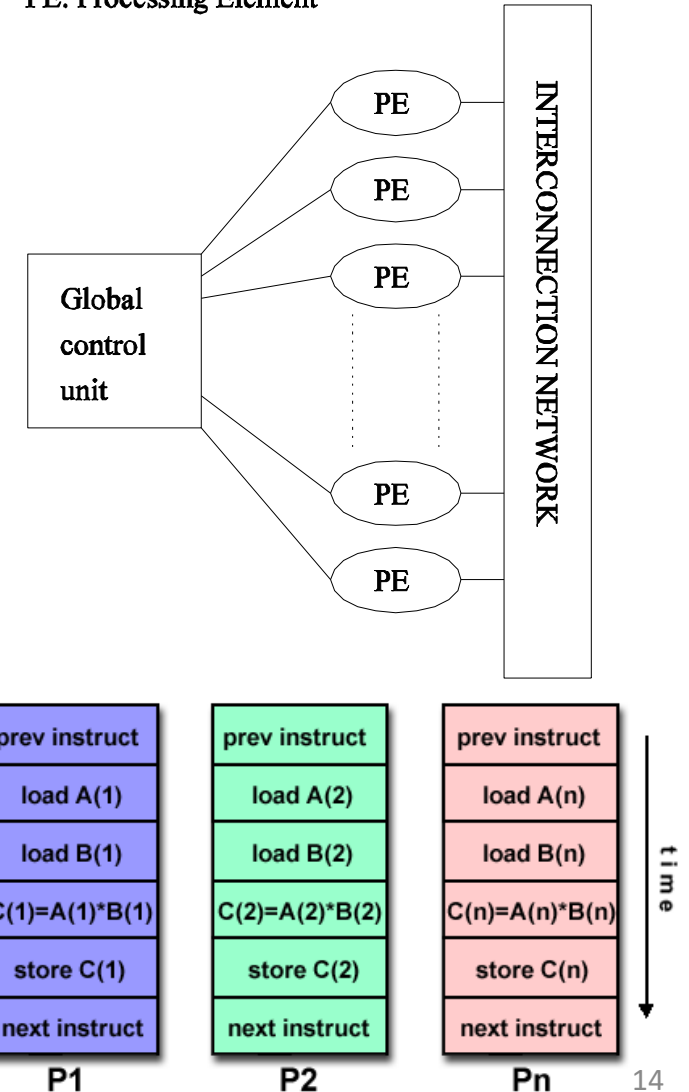 PE: Processing Element
PE
PE
PE
PE
PE
Global
control
unit
INTERCONNECTION NETWORK
prev instruct
load A(1)
load B(1)
C(1)=A(1)*B(1)
store C(1)
next instruct
P1
prev instruct
load A(2)
load B(2)
C(2)=A(2)*B(2)
store C(2)
next instruct
P2
prev instruct
load A(n)
load B(n)
C(n)=A(n)*B(n)
store C(n)
next instruct
Pn
time
14